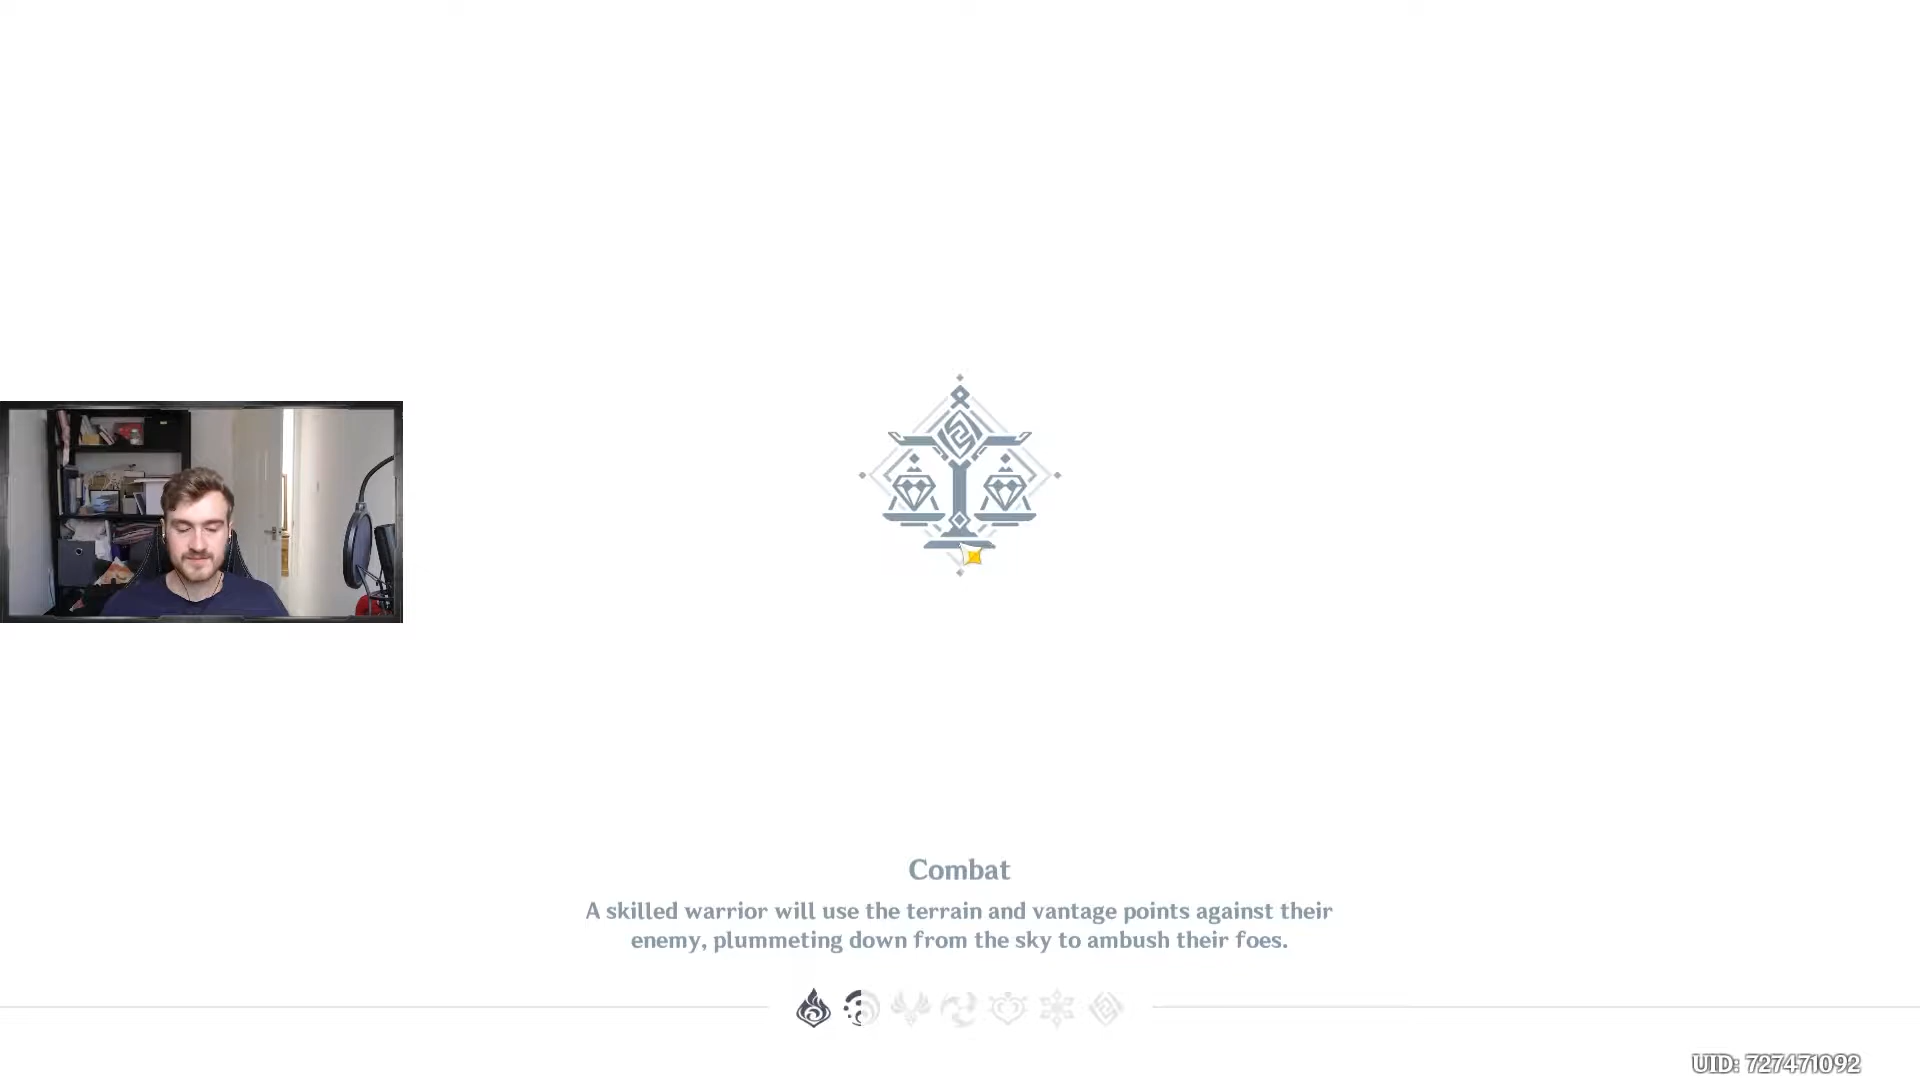 Combat
A skilled warrior will use the terrain and vantage points against their
enemy, plummeting down from the sky to ambush their foes.
UID: 727471092